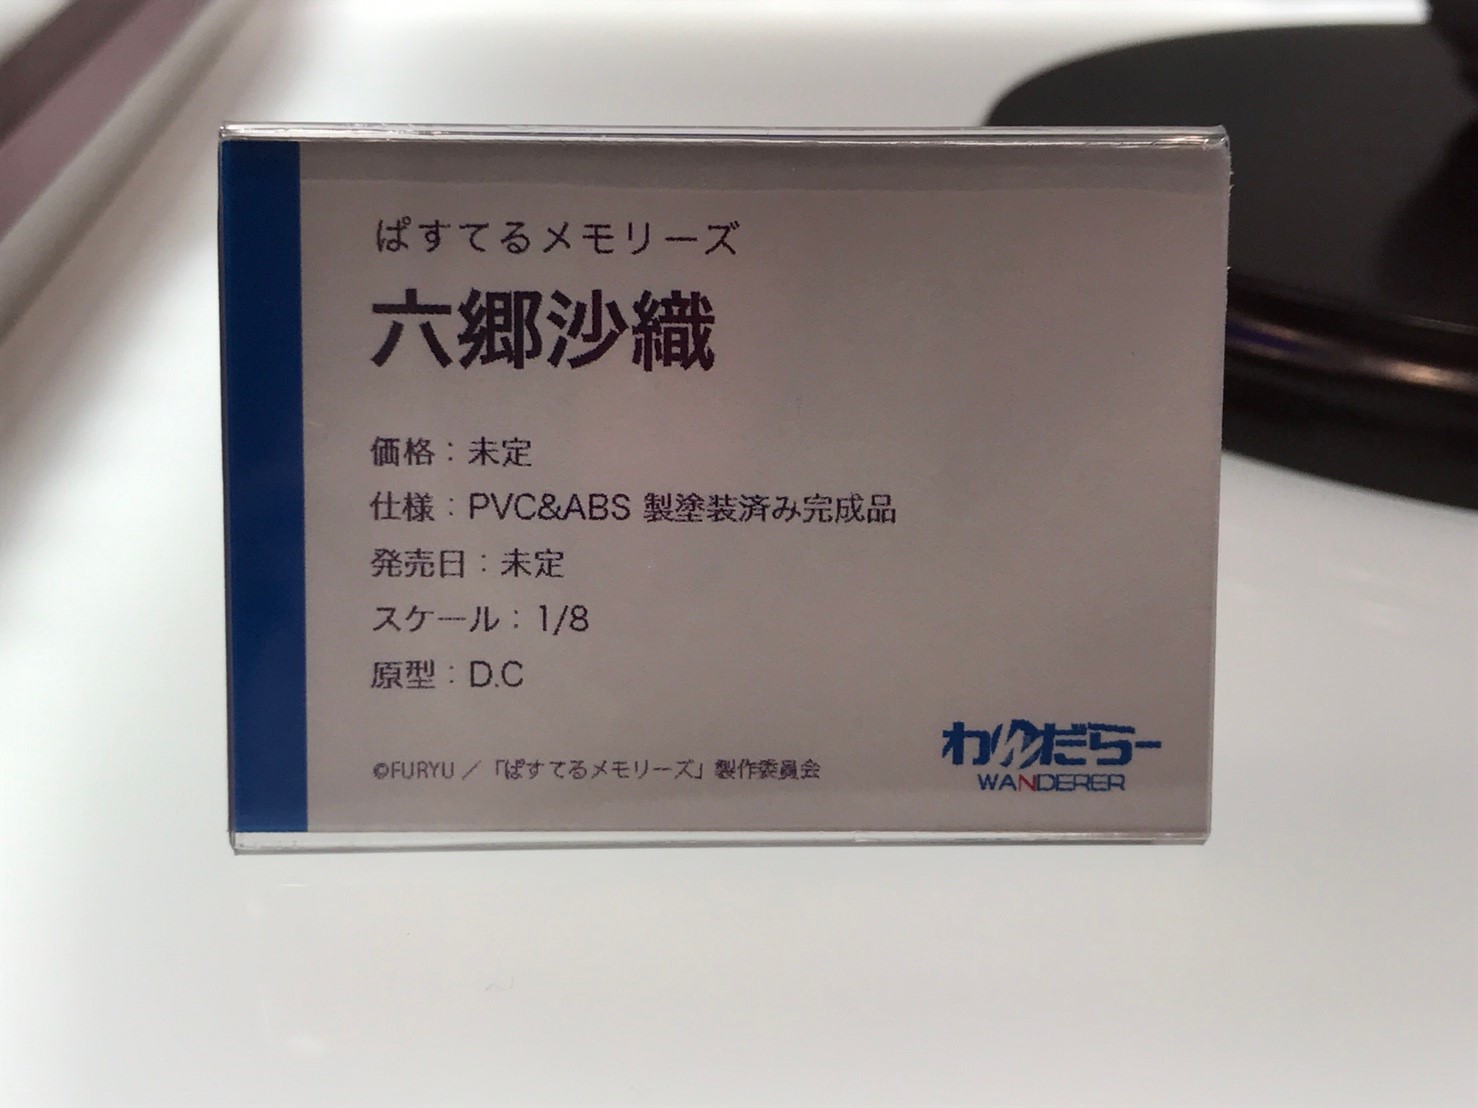 ぱすてるメモリーズ
六郷沙織
価格：未定
仕様：PVC&ABS 製塗装済み完成品
発売日：未定
スケール：1/8
原型：D.C
©FURYU／「ぱすてるメモリーズ」製作委員会
わんだらー
WANDERER